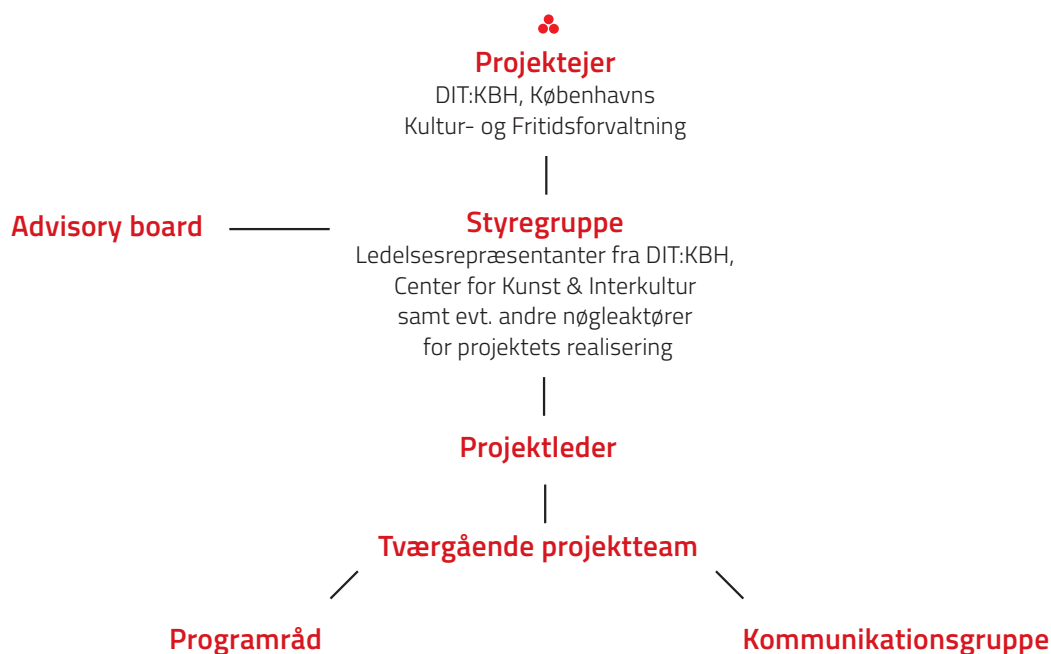 Projektejer
DIT:KBH, Københavns
Kultur- og Fritidsforvaltning
Advisory board
Styregruppe
Ledelsesrepræsentanter fra DIT:KBH,
Center for Kunst & Interkultur
samt evt. andre nøgleaktører
for projektets realisering
Projektleder
Tværgående projektteam
Programråd
Kommunikationsgruppe